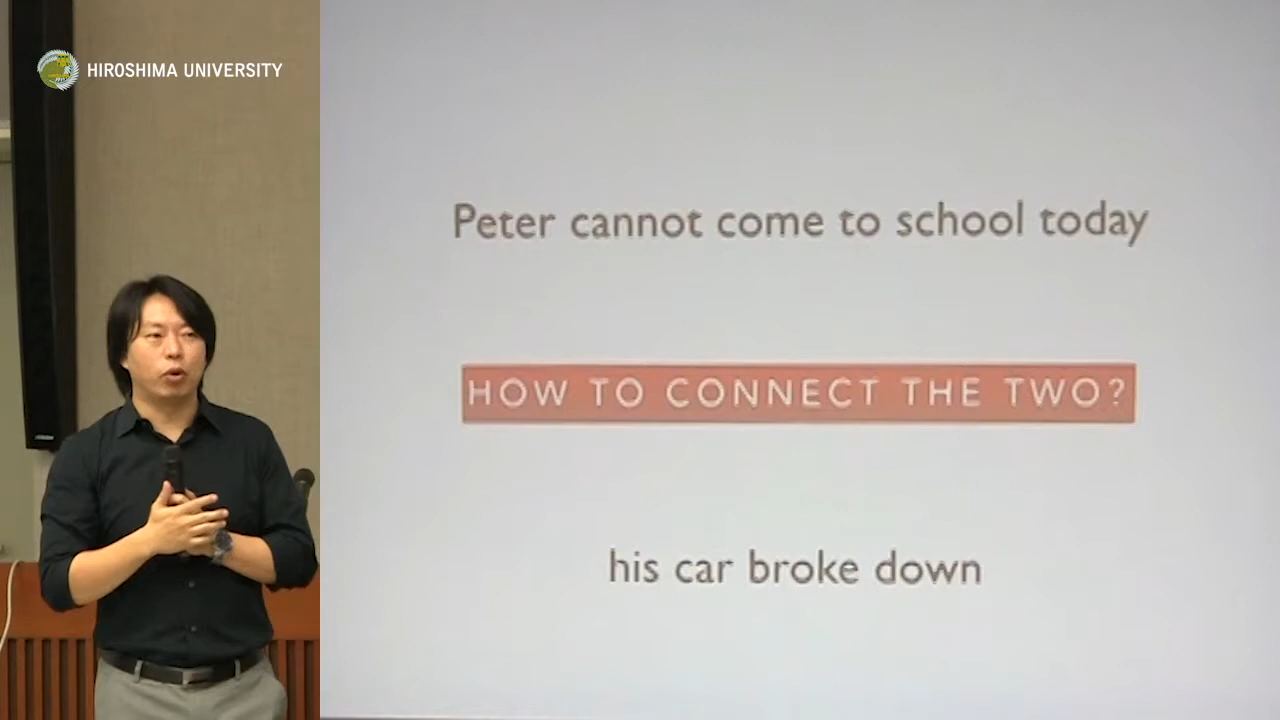 HIROSHIMA UNIVERSITY
Peter cannot come to school today
HOW TO CONNECT THE TWO?
his car broke down